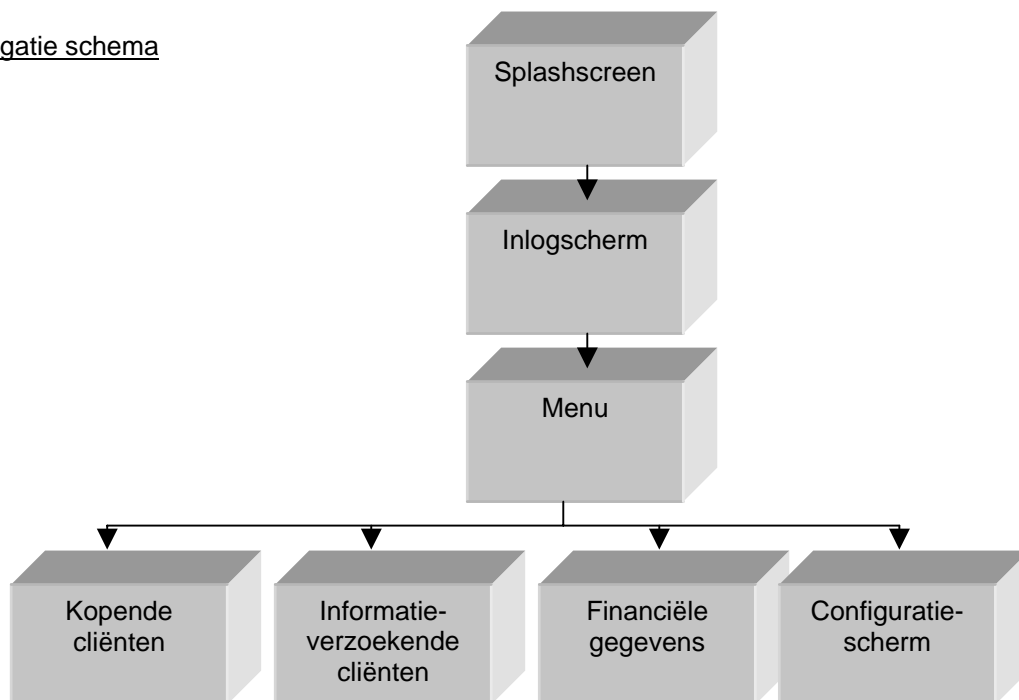 gatie schema
Splashscreen
Inlogscherm
Menu
Kopende
cliënten
Informatie-
verzoekende
cliënten
Financiële
gegevens
Configuratie-
scherm